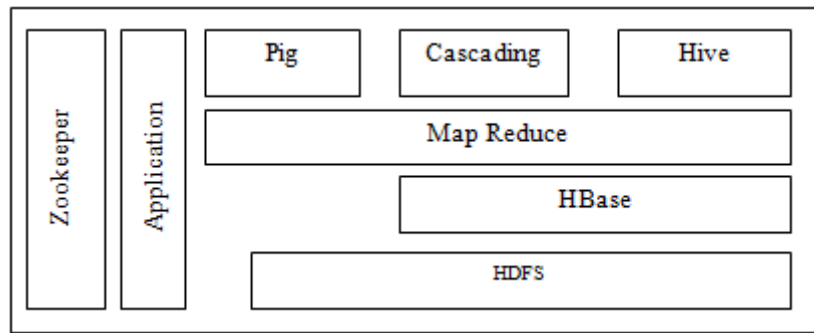 Zookeeper
Application
Pig
Cascading
Hive
Map Reduce
HBase
HDFS